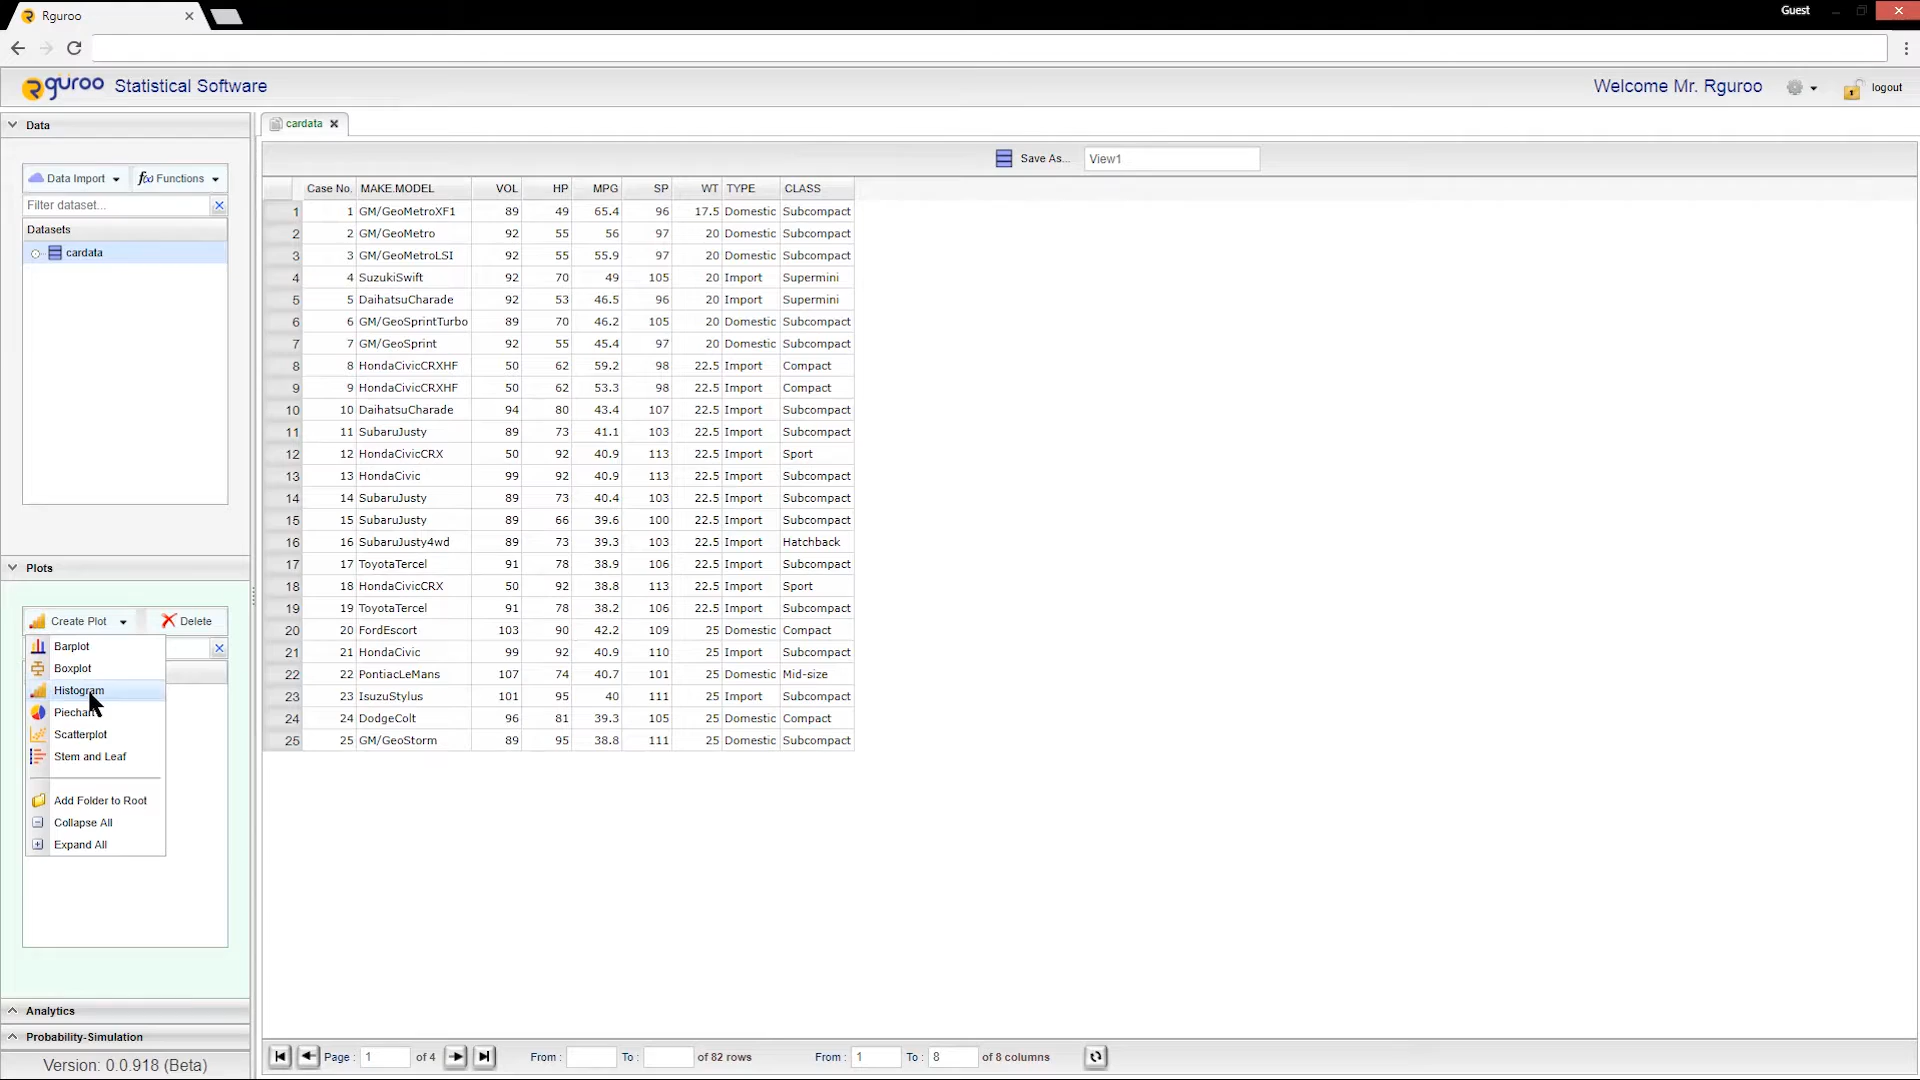 Rguroo
Guest
Rguroo Statistical Software
Welcome Mr. Rguroo
logout
Data
Data Import
f(x) Functions
Filter dataset...
Datasets
cardata
Plots
Create Plot
Delete
Barplot
Boxplot
Histogram
Piechart
Scatterplot
Stem and Leaf
Add Folder to Root
Collapse All
Expand All
Analytics
Probability-Simulation
Version: 0.0.918 (Beta)
cardata
Save As...
View1
Case No. MAKE.MODEL VOL HP MPG SP WT TYPE CLASS
1 1 GM/GeoMetroXF1 89 49 65.4 96 17.5 Domestic Subcompact
2 2 GM/GeoMetro 92 55 56 97 20 Domestic Subcompact
3 3 GM/GeoMetroLSI 92 55 55.9 97 20 Domestic Subcompact
4 4 SuzukiSwift 92 70 49 105 20 Import Supermini
5 5 DaihatsuCharade 92 53 46.5 96 20 Import Supermini
6 6 GM/GeoSprintTurbo 89 70 46.2 105 20 Domestic Subcompact
7 7 GM/GeoSprint 92 55 45.4 97 20 Domestic Subcompact
8 8 HondaCivicCRXHF 50 62 59.2 98 22.5 Import Compact
9 9 HondaCivicCRXHF 50 62 53.3 98 22.5 Import Compact
10 10 DaihatsuCharade 94 80 43.4 107 22.5 Import Subcompact
11 11 SubaruJusty 89 73 41.1 103 22.5 Import Subcompact
12 12 HondaCivicCRX 50 92 40.9 113 22.5 Import Sport
13 13 HondaCivic 99 92 40.9 113 22.5 Import Subcompact
14 14 SubaruJusty 89 73 40.4 103 22.5 Import Subcompact
15 15 SubaruJusty 89 66 39.6 100 22.5 Import Subcompact
16 16 SubaruJusty4wd 89 73 39.3 103 22.5 Import Hatchback
17 17 ToyotaTercel 91 78 38.9 106 22.5 Import Subcompact
18 18 HondaCivicCRX 50 92 38.8 113 22.5 Import Sport
19 19 ToyotaTercel 91 78 38.2 106 22.5 Import Subcompact
20 20 FordEscort 103 90 42.2 109 25 Domestic Compact
21 21 HondaCivic 99 92 40.9 110 25 Import Subcompact
22 22 PontiacLeMans 107 74 40.7 101 25 Domestic Mid-size
23 23 IsuzuStylus 101 95 40 111 25 Import Subcompact
24 24 DodgeColt 96 81 39.3 105 25 Domestic Compact
25 25 GM/GeoStorm 89 95 38.8 111 25 Domestic Subcompact
Page : 1 of 4 From : To : of 82 rows From : 1 To : 8 of 8 columns